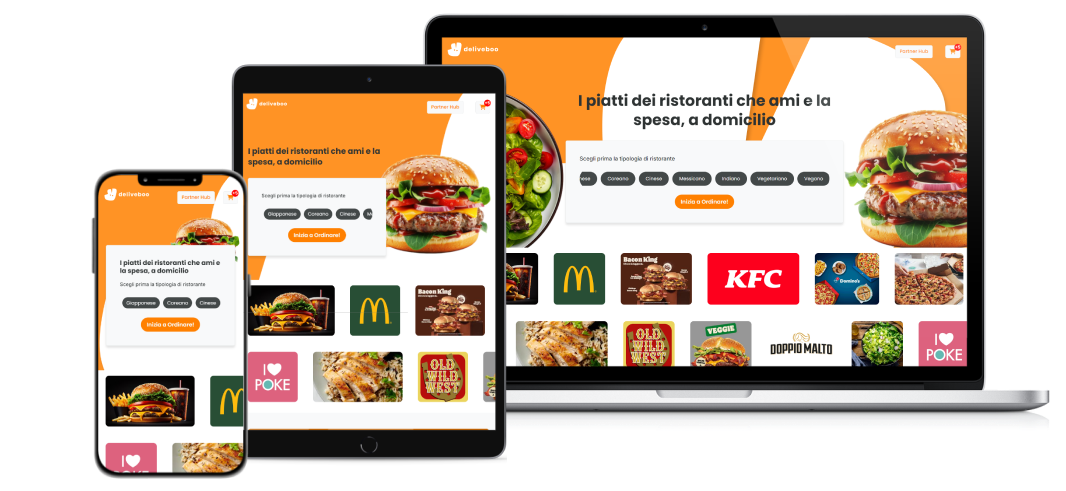 deliveboo
Partner Hub
+9
I piatti dei ristoranti che ami e la
spesa, a domicilio
Scegli prima la tipologia di ristorante
Coreano
Cinese
Messicano
Indiano
Vegetariano
Vegano
Inizia a Ordinare!
Bacon King
KFC
Domino's
OLD
WILD
WEST
VEGGIE
DOPPIO MALTO
I
POKE
deliveboo
Partner Hub
I piatti dei ristoranti che ami e la
spesa, a domicilio
Scegli prima la tipologia di ristorante
Giapponese
Coreano
Cinese
Inizia a Ordinare!
Bacon King
I
POKE
OLD
WILD
WEST
deliveboo
Partner Hub
I piatti dei ristoranti che ami e
la spesa, a domicilio
Scegli prima la tipologia di ristorante
Giapponese
Coreano
Cinese
Inizia a Ordinare!
I
POKE